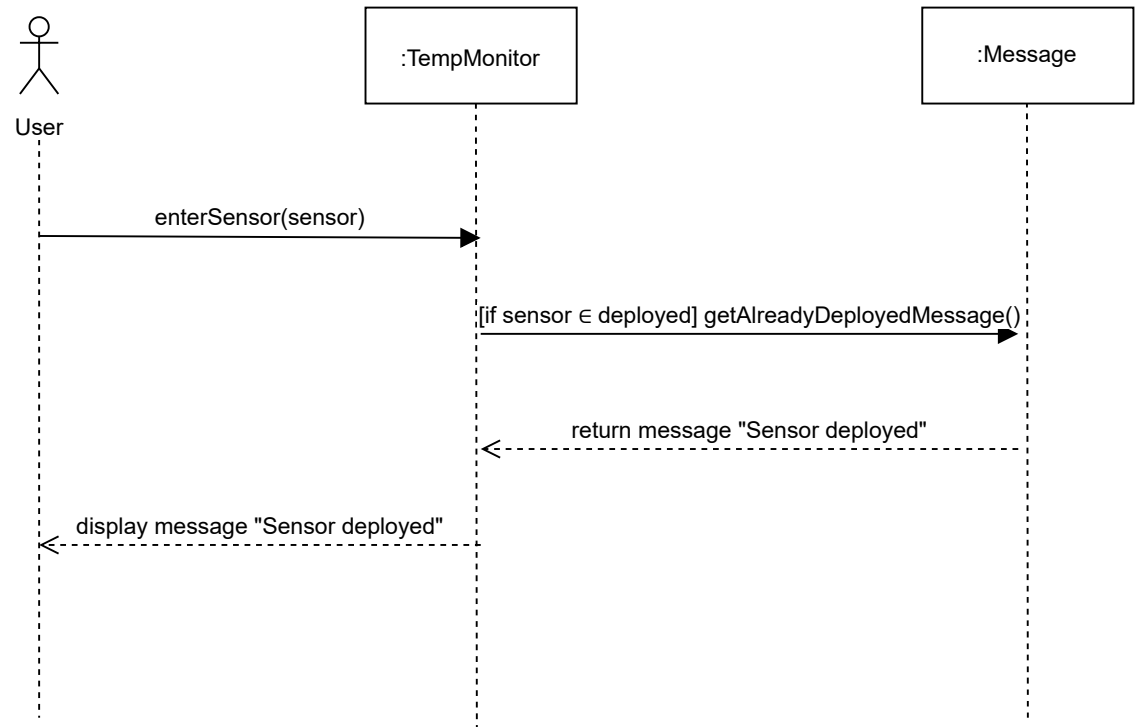 :TempMonitor
:Message
User
enterSensor(sensor)
[if sensor ∈ deployed] getAlreadyDeployedMessage()
return message "Sensor deployed"
display message "Sensor deployed"